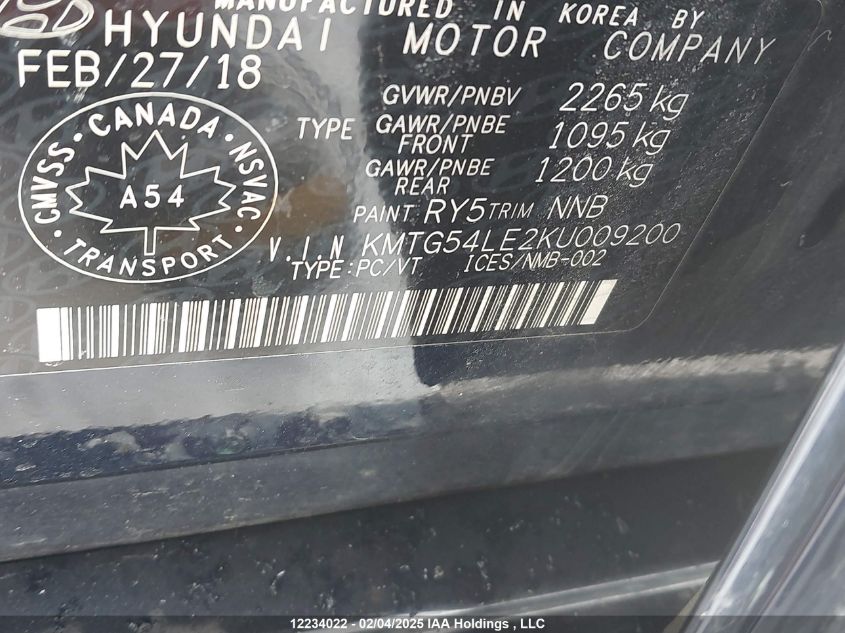 MANUFACTURED IN KOREA BY
HYUNDAI MOTOR COMPANY
FEB/27/18
GVWR/PNBV 2265 kg
TYPE GAWR/PNBE FRONT 1095 kg
GAWR/PNBE REAR 1200 kg
PAINT RY5 TRIM NNB
V.I.N KMTG54LE2KU009200
TYPE:PC/VT ICES/NMB-002
CMVSS · CANADA · NSVAC ·
A54
TRANSPORT
12234022 - 02/04/2025 IAA Holdings , LLC